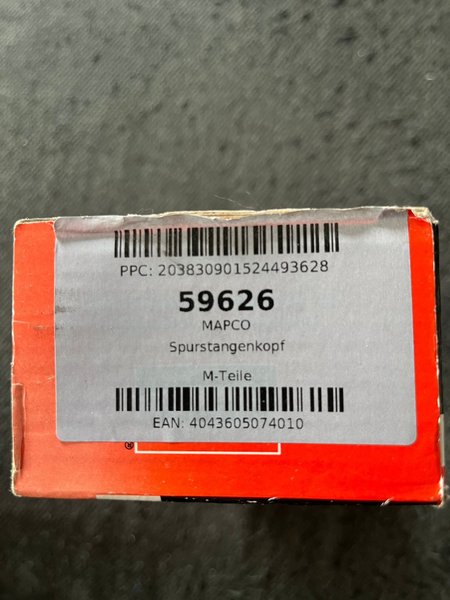 PPC: 203830901524493628
59626
MAPCO
Spurstangenkopf
M-Teile
EAN: 4043605074010
®